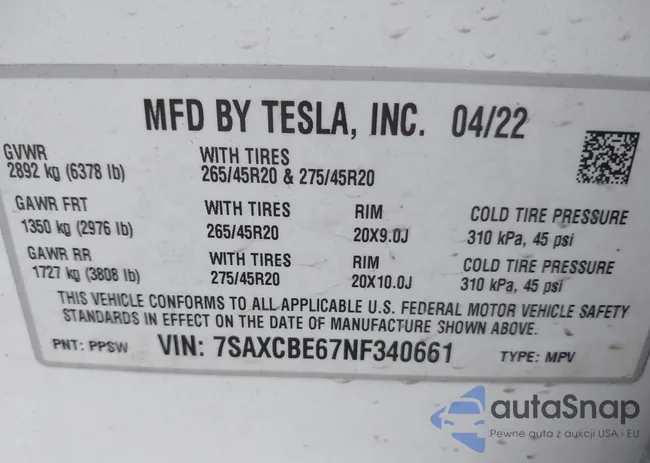 MFD BY TESLA, INC. 04/22
GVWR WITH TIRES
2892 kg (6378 lb) 265/45R20 & 275/45R20
GAWR FRT WITH TIRES RIM COLD TIRE PRESSURE
1350 kg (2976 lb) 265/45R20 20X9.0J 310 kPa, 45 psi
GAWR RR WITH TIRES RIM COLD TIRE PRESSURE
1727 kg (3808 lb) 275/45R20 20X10.0J 310 kPa, 45 psi
THIS VEHICLE CONFORMS TO ALL APPLICABLE U.S. FEDERAL MOTOR VEHICLE SAFETY
STANDARDS IN EFFECT ON THE DATE OF MANUFACTURE SHOWN ABOVE.
PNT: PPSW VIN: 7SAXCBE67NF340661 TYPE: MPV
autaSnap
Pewne auta z aukcji USA i EU